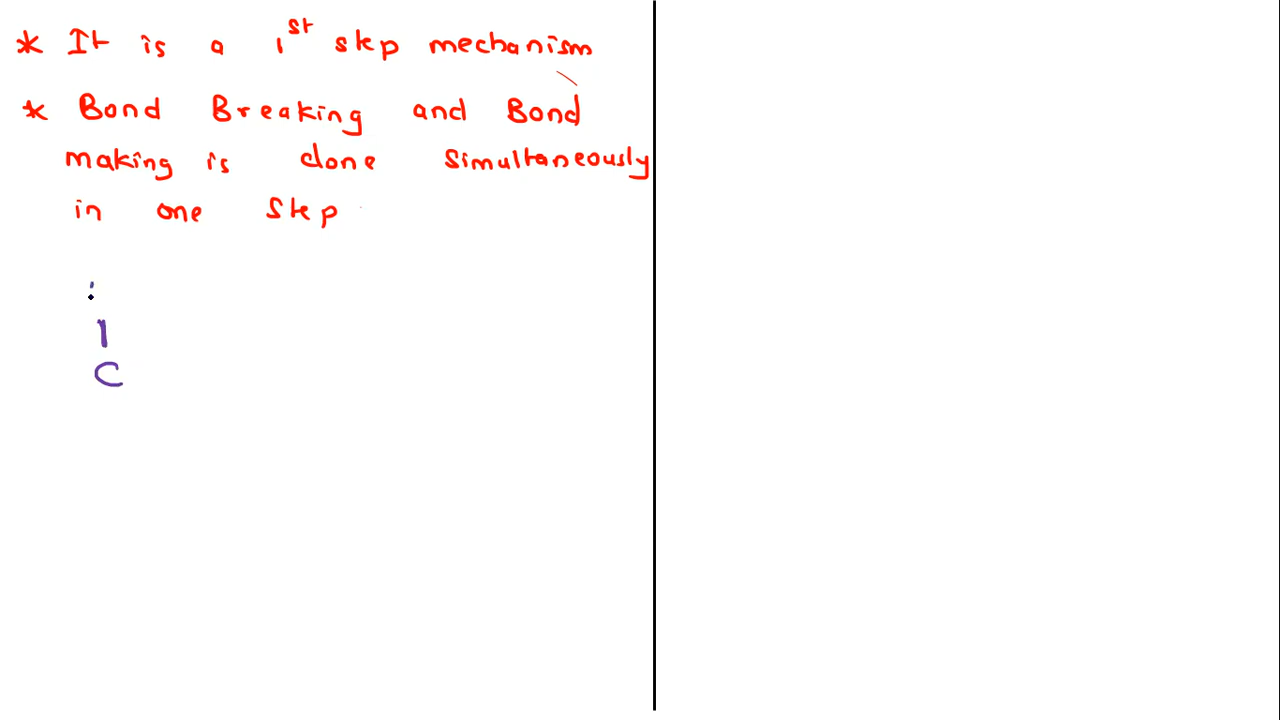 * It is a 1st step mechanism
* Bond Breaking and Bond
making is done simultaneously
in one step
C